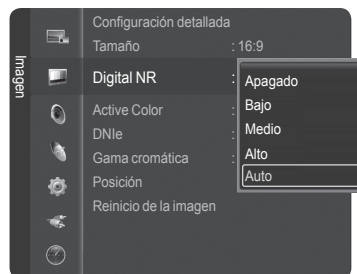 Imagen
Configuración detallada
Tamaño : 16:9
Digital NR :
Apagado
Bajo
Medio
Alto
Auto
Active Color :
DNIe :
Gama cromática :
Posición
Reinicio de la imagen